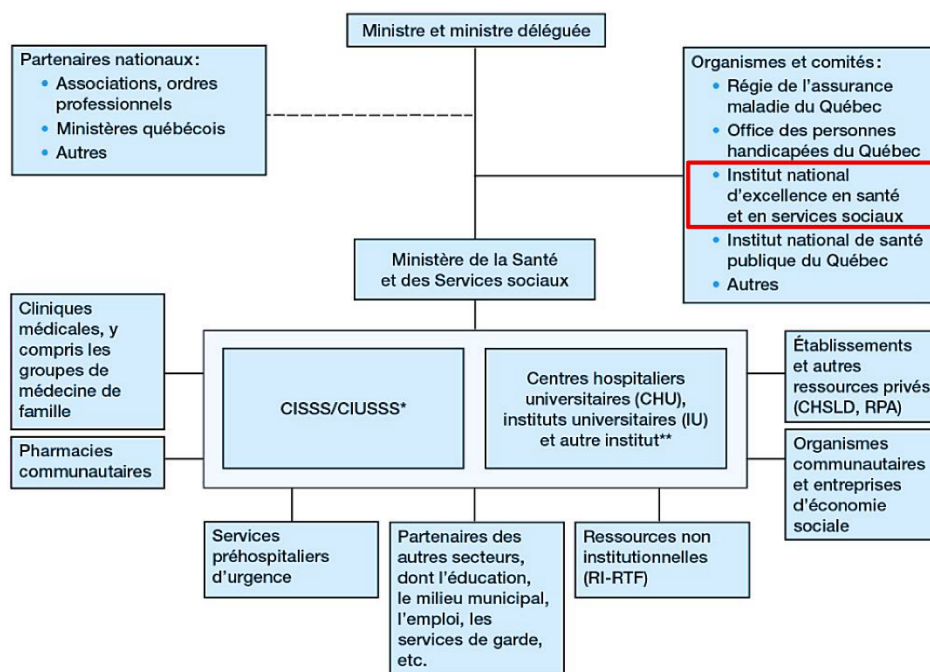 Ministre et ministre déléguée
Partenaires nationaux :
• Associations, ordres
professionnels
• Ministères québécois
• Autres
Organismes et comités :
• Régie de l'assurance
maladie du Québec
• Office des personnes
handicapées du Québec
• Institut national
d'excellence en santé
et en services sociaux
• Institut national de santé
publique du Québec
• Autres
Ministère de la Santé
et des Services sociaux
Cliniques
médicales, y
compris les
groupes de
médecine de
famille
Pharmacies
communautaires
CISSS/CIUSSS*
Centres hospitaliers
universitaires (CHU),
instituts universitaires (IU)
et autre institut**
Établissements
et autres
ressources privés
(CHSLD, RPA)
Organismes
communautaires
et entreprises
d'économie
sociale
Services
préhospitaliers
d'urgence
Partenaires des
autres secteurs,
dont l'éducation,
le milieu municipal,
l'emploi, les
services de garde,
etc.
Ressources non
institutionnelles
(RI-RTF)